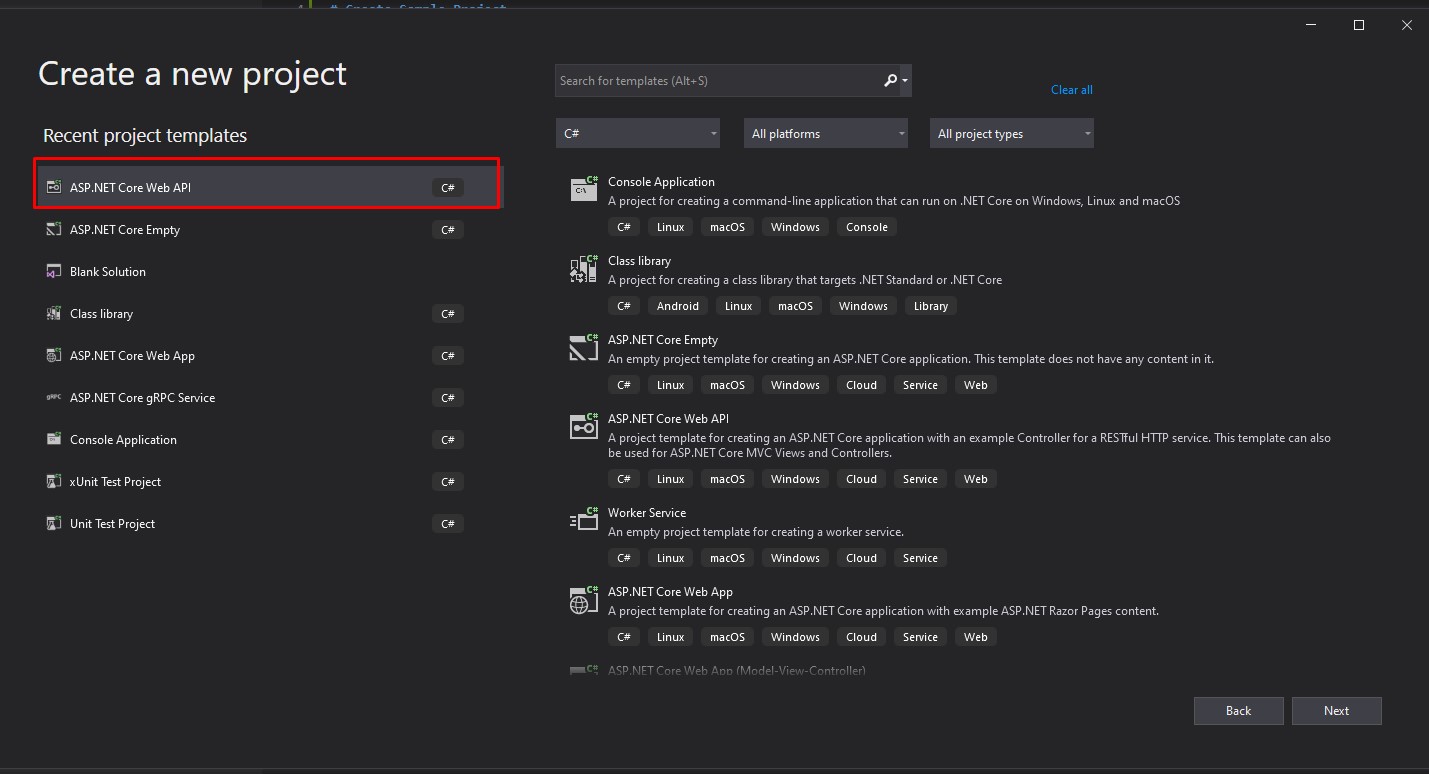 # Create Sample Project
Create a new project
Search for templates (Alt+S)
Clear all
Recent project templates
C#
All platforms
All project types
ASP.NET Core Web API C#
ASP.NET Core Empty C#
Blank Solution
Class library C#
ASP.NET Core Web App C#
gRPC ASP.NET Core gRPC Service C#
Console Application C#
xUnit Test Project C#
Unit Test Project C#
Console Application
A project for creating a command-line application that can run on .NET Core on Windows, Linux and macOS
C# Linux macOS Windows Console
Class library
A project for creating a class library that targets .NET Standard or .NET Core
C# Android Linux macOS Windows Library
ASP.NET Core Empty
An empty project template for creating an ASP.NET Core application. This template does not have any content in it.
C# Linux macOS Windows Cloud Service Web
ASP.NET Core Web API
A project template for creating an ASP.NET Core application with an example Controller for a RESTful HTTP service. This template can also
be used for ASP.NET Core MVC Views and Controllers.
C# Linux macOS Windows Cloud Service Web
Worker Service
An empty project template for creating a worker service.
C# Linux macOS Windows Cloud Service
ASP.NET Core Web App
A project template for creating an ASP.NET Core application with example ASP.NET Razor Pages content.
C# Linux macOS Windows Cloud Service Web
ASP.NET Core Web App (Model-View-Controller)
Back
Next